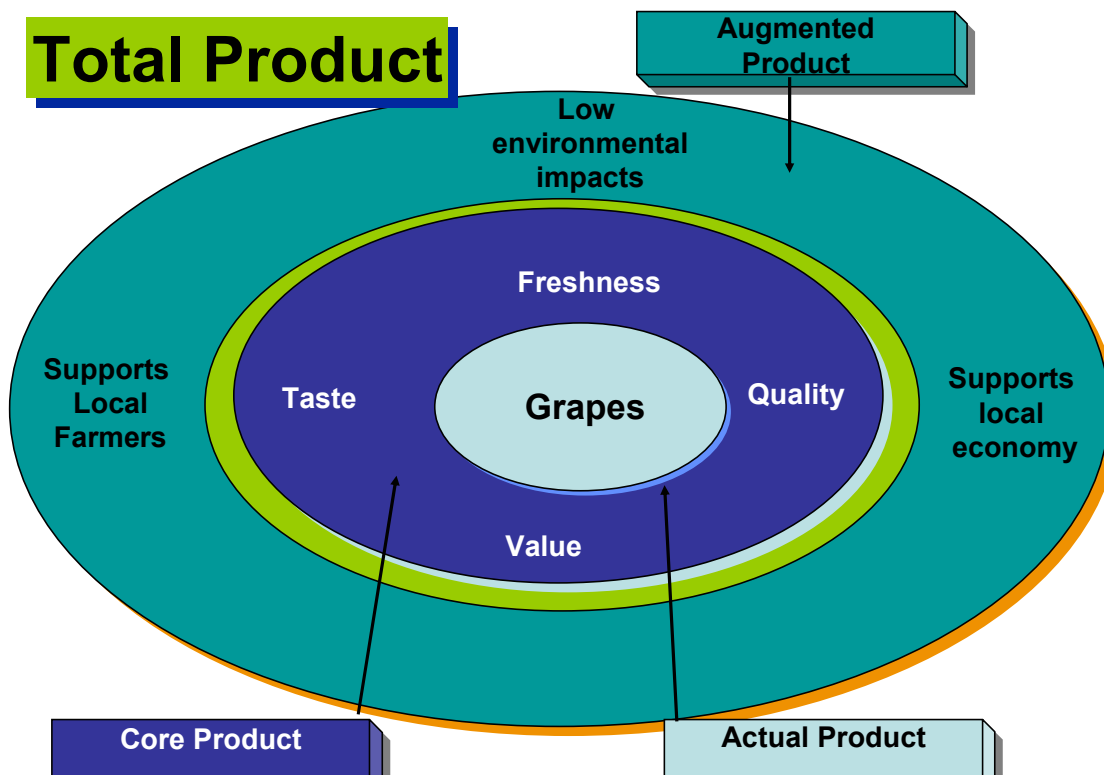 Total Product
Augmented
Product
Low
environmental
impacts
Freshness
Supports
Local
Farmers
Taste
Grapes
Quality
Supports
local
economy
Value
Core Product
Actual Product